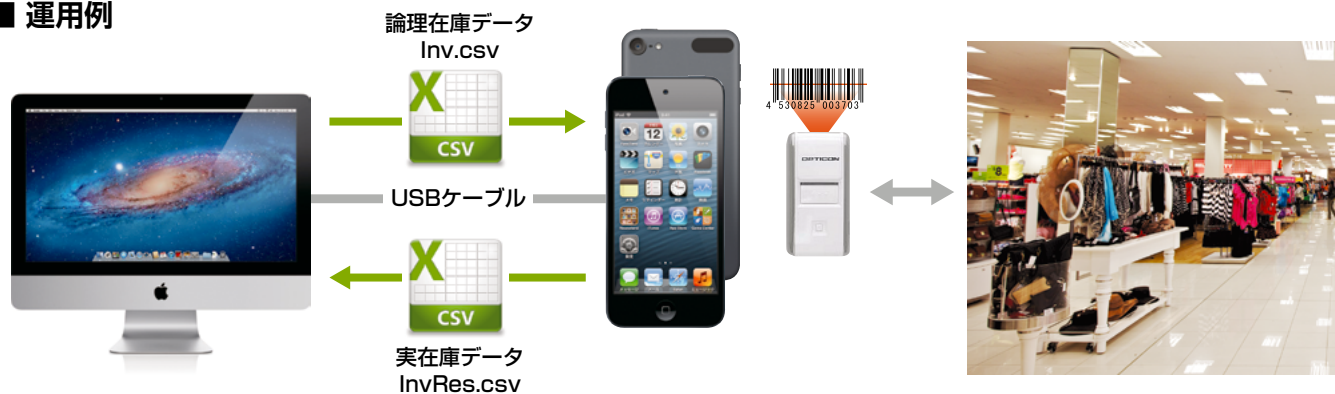 ■ 運用例
論理在庫データ
Inv.csv
CSV
USBケーブル
CSV
実在庫データ
InvRes.csv
4 530825 003703
OPTICON